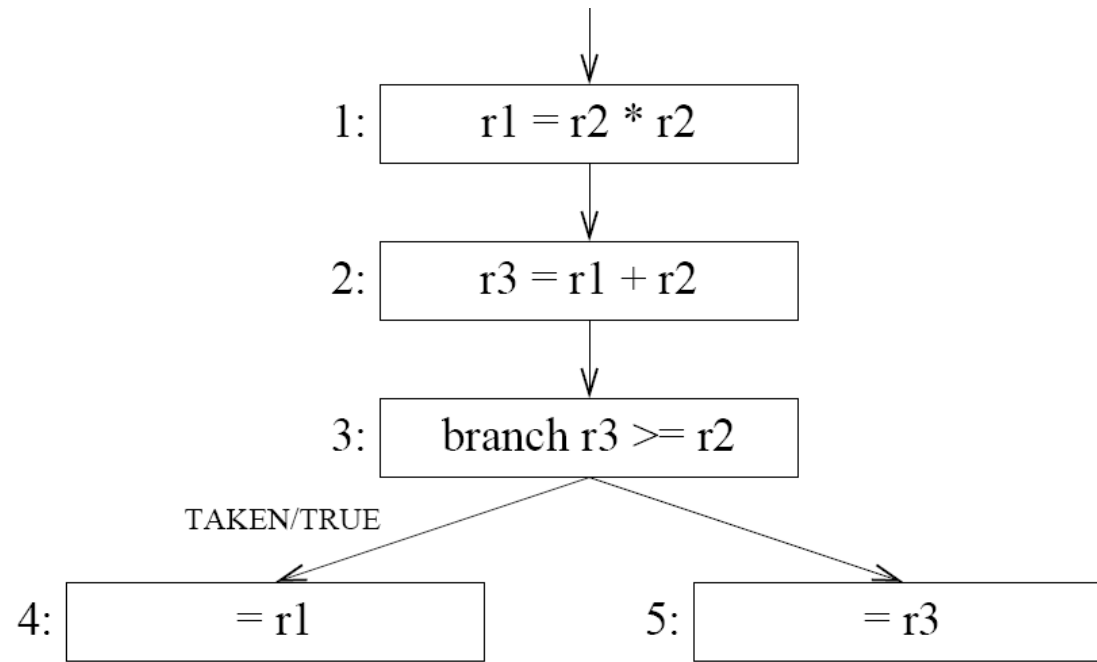 1: r1 = r2 * r2
2: r3 = r1 + r2
3: branch r3 >= r2
TAKEN/TRUE
4: = r1
5: = r3